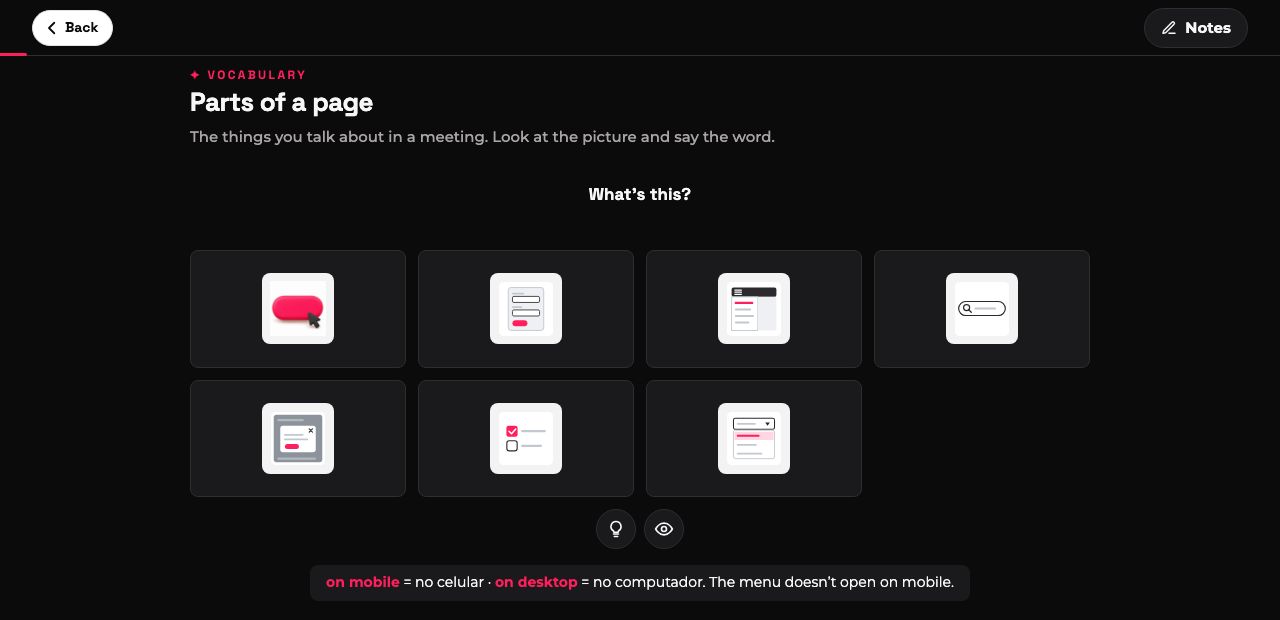 Back
Notes
VOCABULARY
Parts of a page
The things you talk about in a meeting. Look at the picture and say the word.
What's this?
on mobile = no celular · on desktop = no computador. The menu doesn't open on mobile.